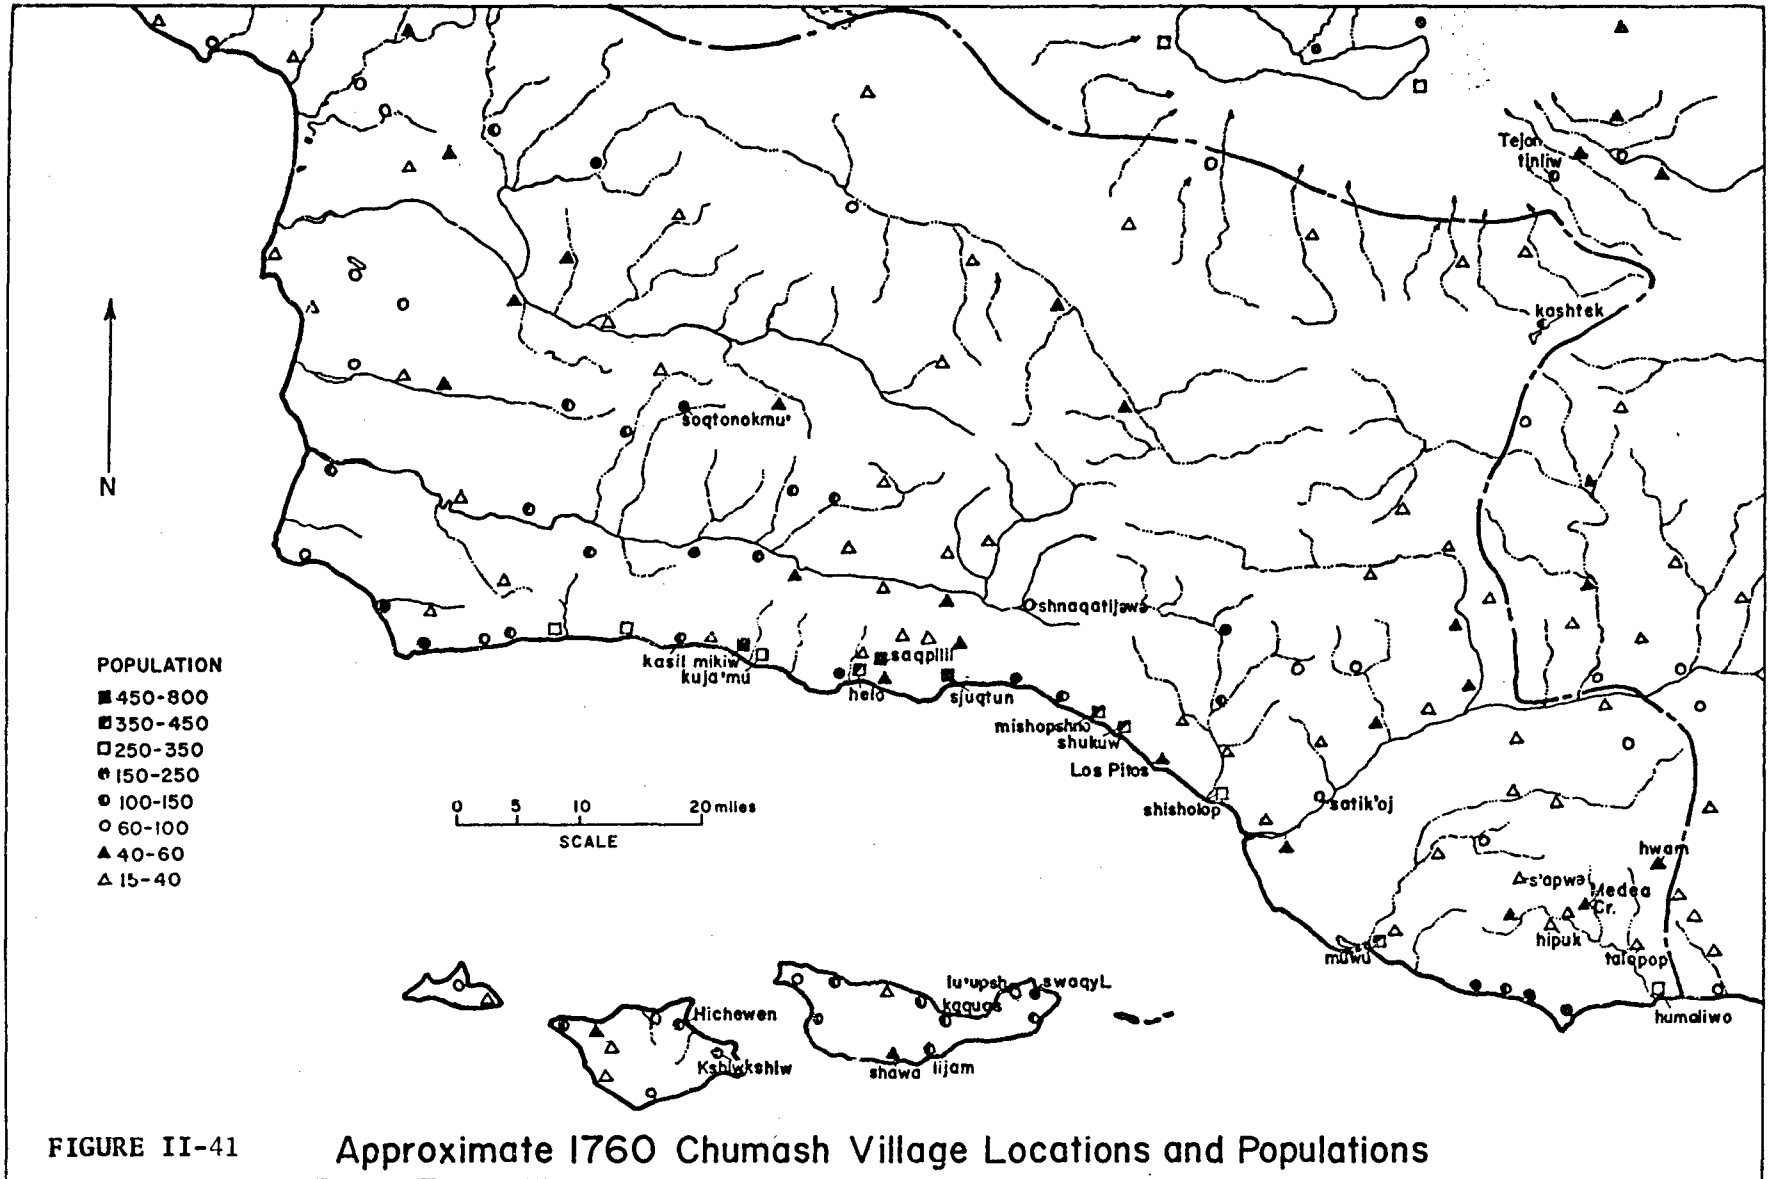 Tejon
tinliw
kashtek
N
soqtonokmu'
shnaqatijəwə
POPULATION
450-800
350-450
250-350
150-250
100-150
60-100
40-60
15-40
kasil mikiw
kuja'mu
helo
saqpilil
sjuqtun
mishopshno
shukuw
Los Pitos
shisholop
satik'oj
0 5 10 20 miles
SCALE
hwam
s'apwə
Medea
Cr.
hipuk
talopop
muwu
humaliwo
lu'upsh
swaqyL
kaquas
Hichewen
Kshiwkshiw
shawa
lijam
FIGURE II-41
Approximate 1760 Chumash Village Locations and Populations